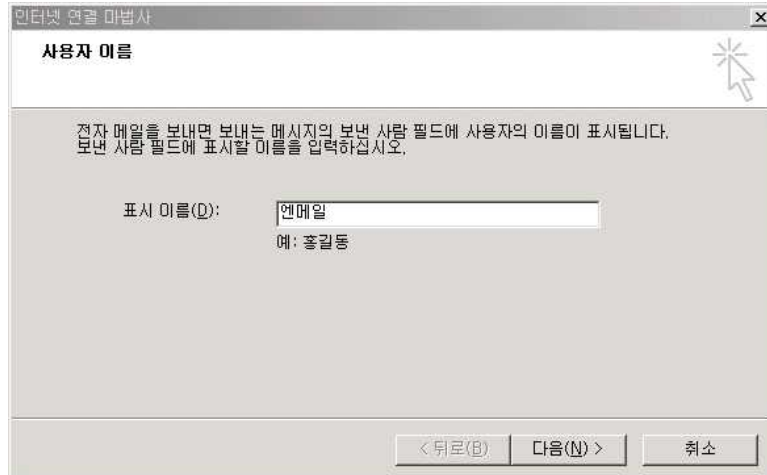 인터넷 연결 마법사
사용자 이름
전자 메일을 보내면 보내는 메시지의 보낸 사람 필드에 사용자의 이름이 표시됩니다.
보낸 사람 필드에 표시할 이름을 입력하십시오.
표시 이름(D): 엔메일
예: 홍길동
< 뒤로(B) 다음(N) > 취소